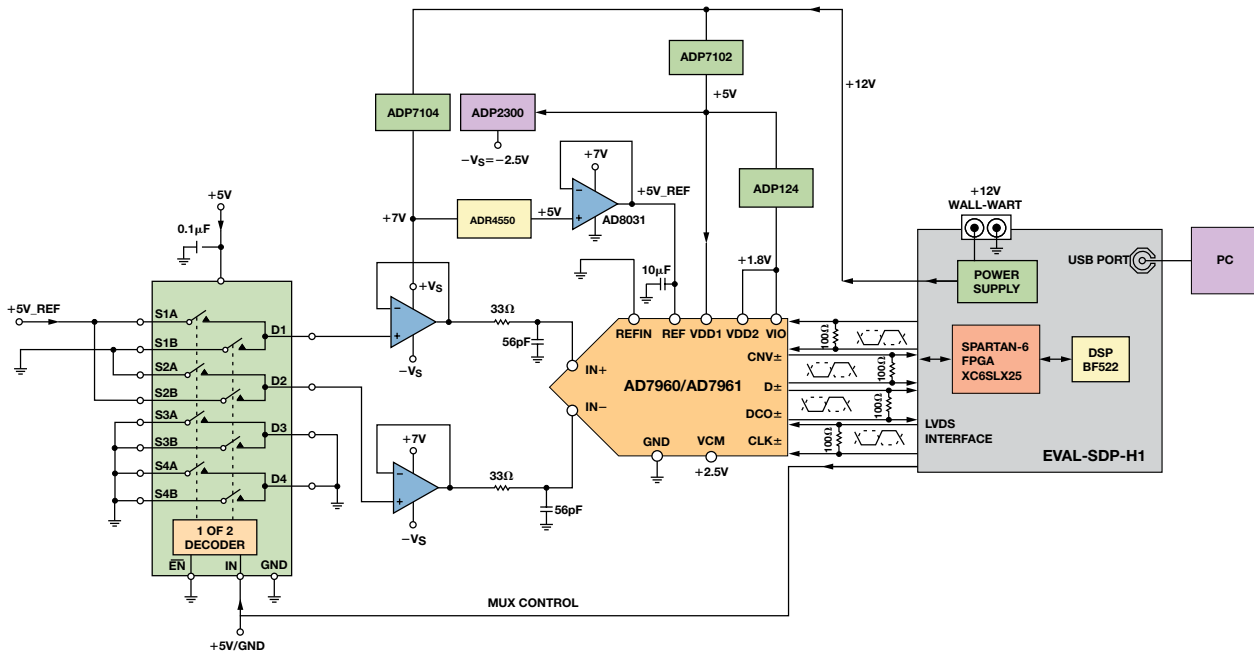 ADP7102
+12V
+5V
ADP7104
ADP2300
−VS=−2.5V
+7V
+5V_REF
ADP124
+5V
0.1µF
+7V
ADR4550
+5V
AD8031
+12V
WALL-WART
+1.8V
10µF
USB PORT
PC
POWER
SUPPLY
+5V_REF
S1A
D1
S1B
S2A
D2
S2B
S3A
D3
S3B
S4A
D4
S4B
1 OF 2
DECODER
EN
IN
GND
+5V/GND
+VS
−VS
33Ω
56pF
+7V
−VS
33Ω
56pF
REFIN
REF
VDD1
VDD2
VIO
IN+
AD7960/AD7961
IN−
CNV±
D±
DCO±
CLK±
GND
VCM
+2.5V
100Ω
100Ω
100Ω
100Ω
SPARTAN-6
FPGA
XC6SLX25
DSP
BF522
LVDS
INTERFACE
EVAL-SDP-H1
MUX CONTROL